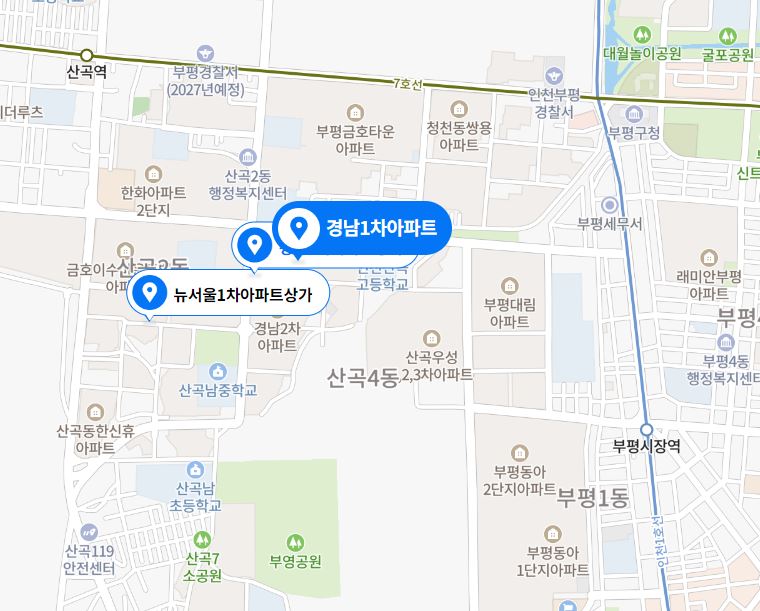 산곡역
부평경찰서
(2027년예정)
7호선
대월놀이공원
굴포공원
인천부평
경찰서
부평구청
더루츠
부평금호타운
아파트
청천동쌍용
아파트
산곡2동
행정복지센터
한화아파트
2단지
부평세무서
경남1차아파트
산곡2동
고등학교
뉴서울1차아파트상가
래미안부평
아파트
부평대림
아파트
경남2차
아파트
산곡우성
2,3차아파트
산곡4동
부평4동
행정복지센터
산곡남중학교
산곡동한신휴
아파트
부평시장역
부평동아
2단지아파트
부평1동
산곡남
초등학교
산곡119
안전센터
산곡7
소공원
부영공원
부평동아
1단지아파트
인천1호선